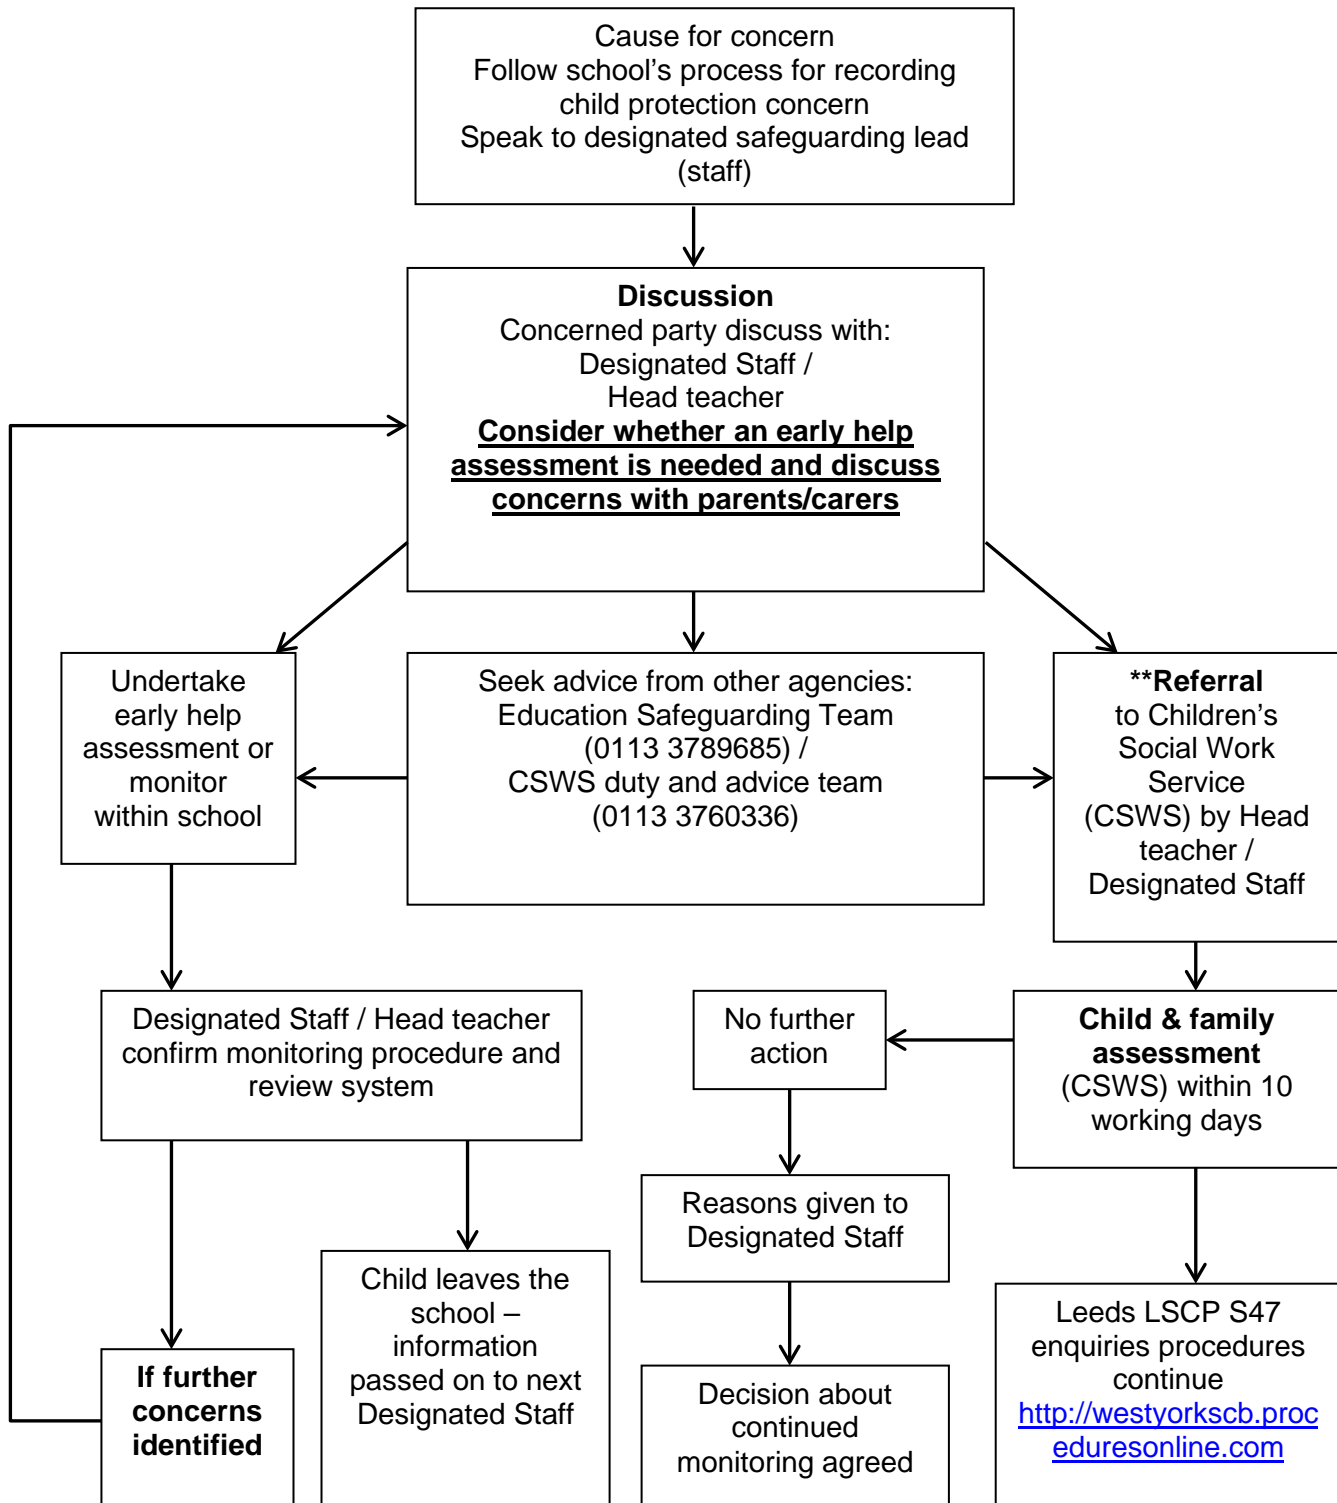 Cause for concern
Follow school’s process for recording
child protection concern
Speak to designated safeguarding lead
(staff)
Discussion
Concerned party discuss with:
Designated Staff /
Head teacher
Consider whether an early help
assessment is needed and discuss
concerns with parents/carers
Undertake
early help
assessment or
monitor
within school
Seek advice from other agencies:
Education Safeguarding Team
(0113 3789685) /
CSWS duty and advice team
(0113 3760336)
**Referral
to Children’s
Social Work
Service
(CSWS) by Head
teacher /
Designated Staff
Designated Staff / Head teacher
confirm monitoring procedure and
review system
No further
action
Child & family
assessment
(CSWS) within 10
working days
Reasons given to
Designated Staff
If further
concerns
identified
Child leaves the
school –
information
passed on to next
Designated Staff
Decision about
continued
monitoring agreed
Leeds LSCP S47
enquiries procedures
continue
http://westyorkscb.proc
eduresonline.com